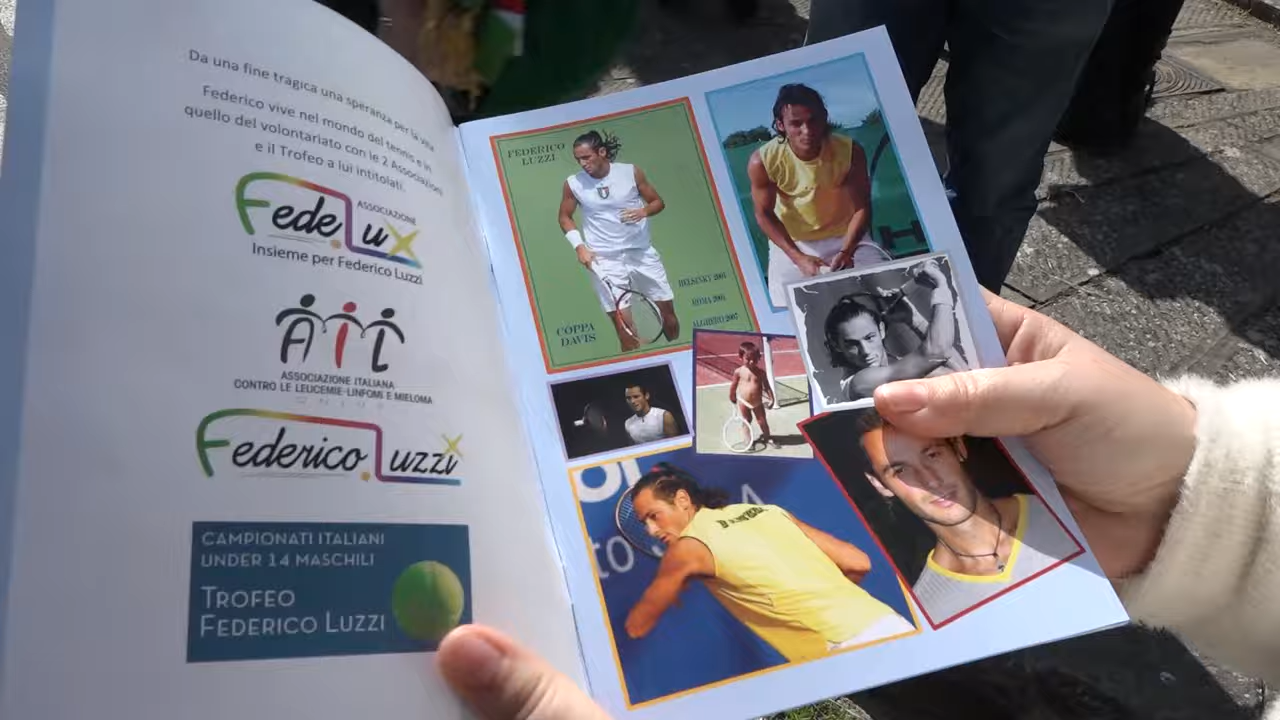 Da una fine tragica una speranza per la vita
Federico vive nel mondo del tennis e in
quello del volontariato con le 2 Associazioni
e il Trofeo a lui intitolati.
FedeLux
ASSOCIAZIONE
Insieme per Federico Luzzi
AIL
ASSOCIAZIONE ITALIANA
CONTRO LE LEUCEMIE-LINFOMI E MIELOMA
Federico Luzzi
CAMPIONATI ITALIANI
UNDER 14 MASCHILI
TROFEO
FEDERICO LUZZI
FEDERICO
LUZZI
HELSINKY 2001
ROMA 2001
ALGHERO 2007
COPPA
DAVIS